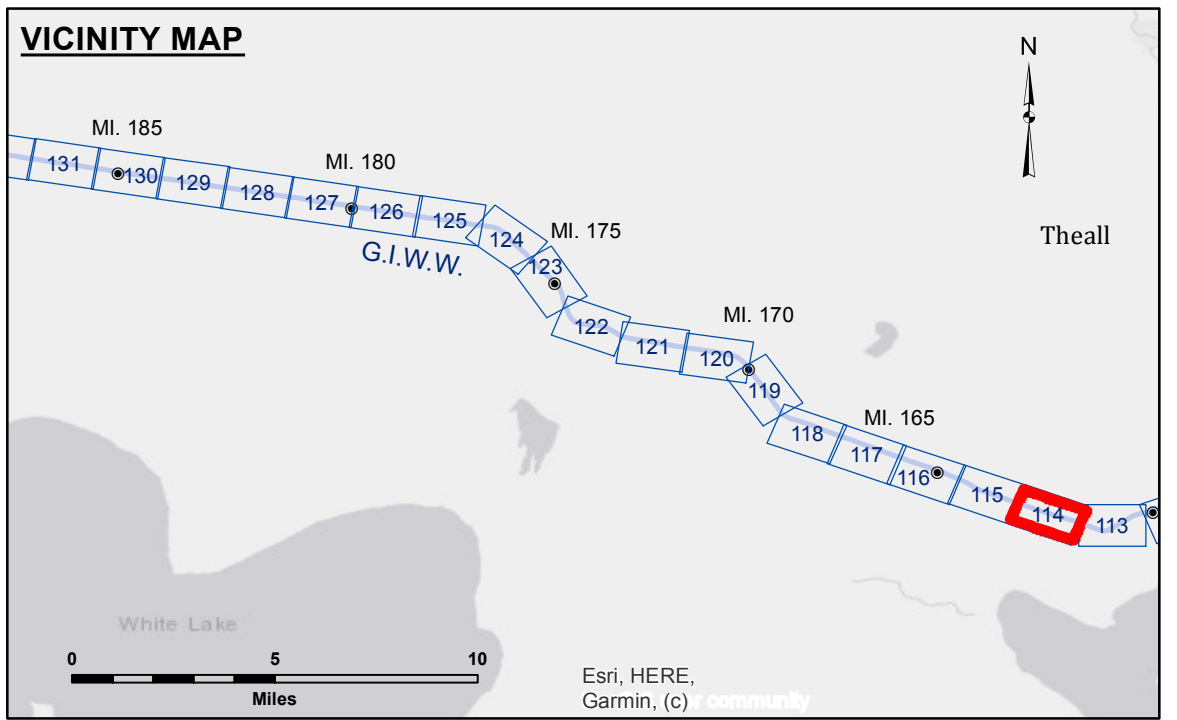 VICINITY MAP
N
MI. 185
MI. 180
131
130
129
128
127
126
125
124
MI. 175
Theall
G.I.W.W.
123
122
121
120
MI. 170
119
MI. 165
118
117
116
115
114
113
White Lake
0 5 10
Miles
Esri, HERE,
Garmin, (c)
community